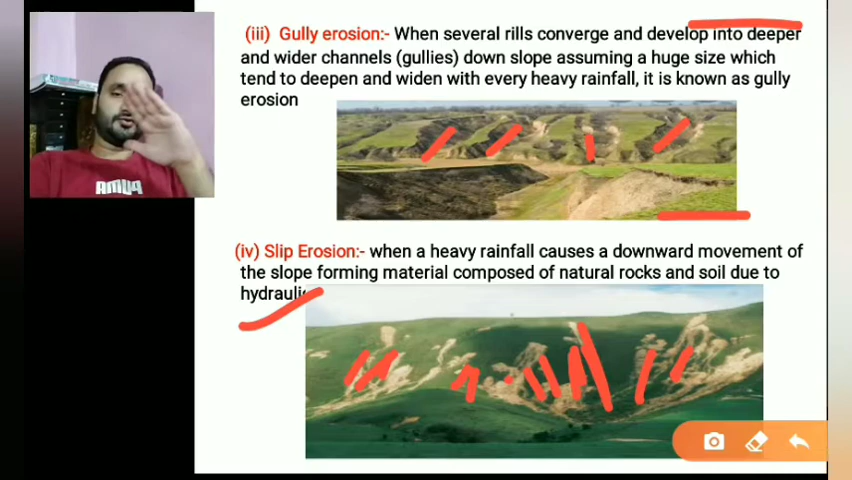 (iii) Gully erosion:- When several rills converge and develop into deeper
and wider channels (gullies) down slope assuming a huge size which
tend to deepen and widen with every heavy rainfall, it is known as gully
erosion
(iv) Slip Erosion:- when a heavy rainfall causes a downward movement of
the slope forming material composed of natural rocks and soil due to